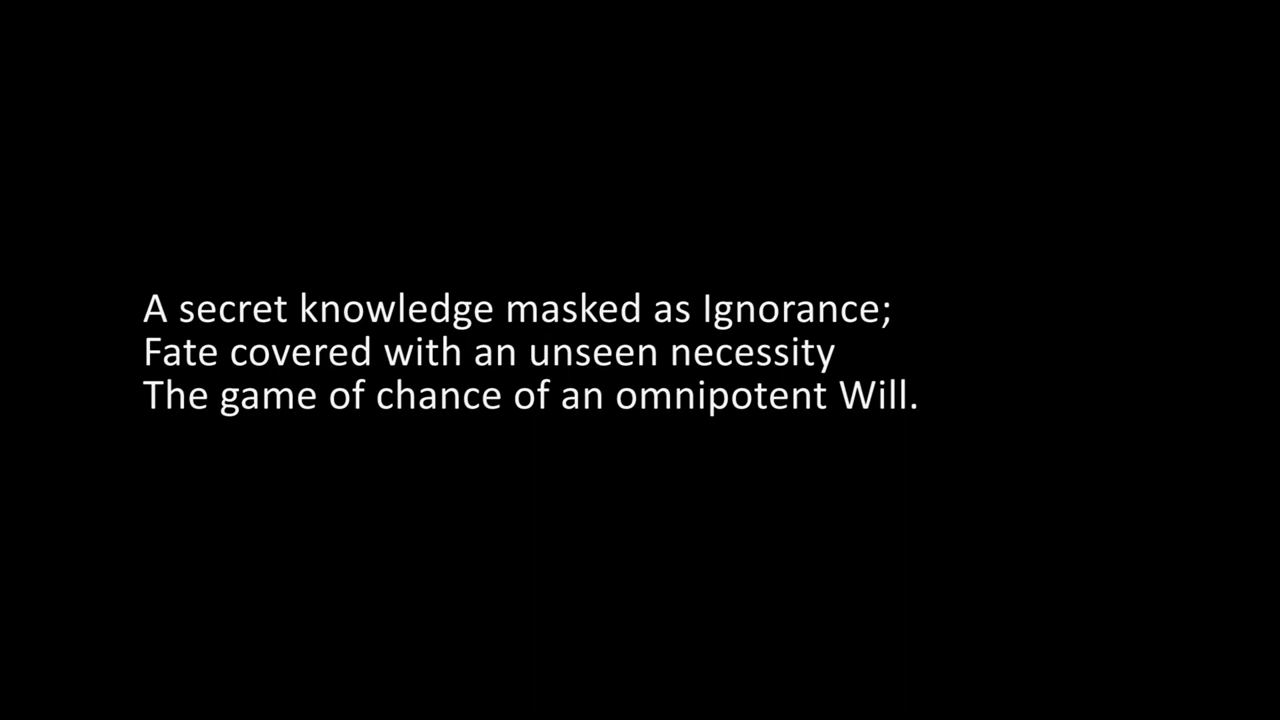 A secret knowledge masked as Ignorance;
Fate covered with an unseen necessity
The game of chance of an omnipotent Will.